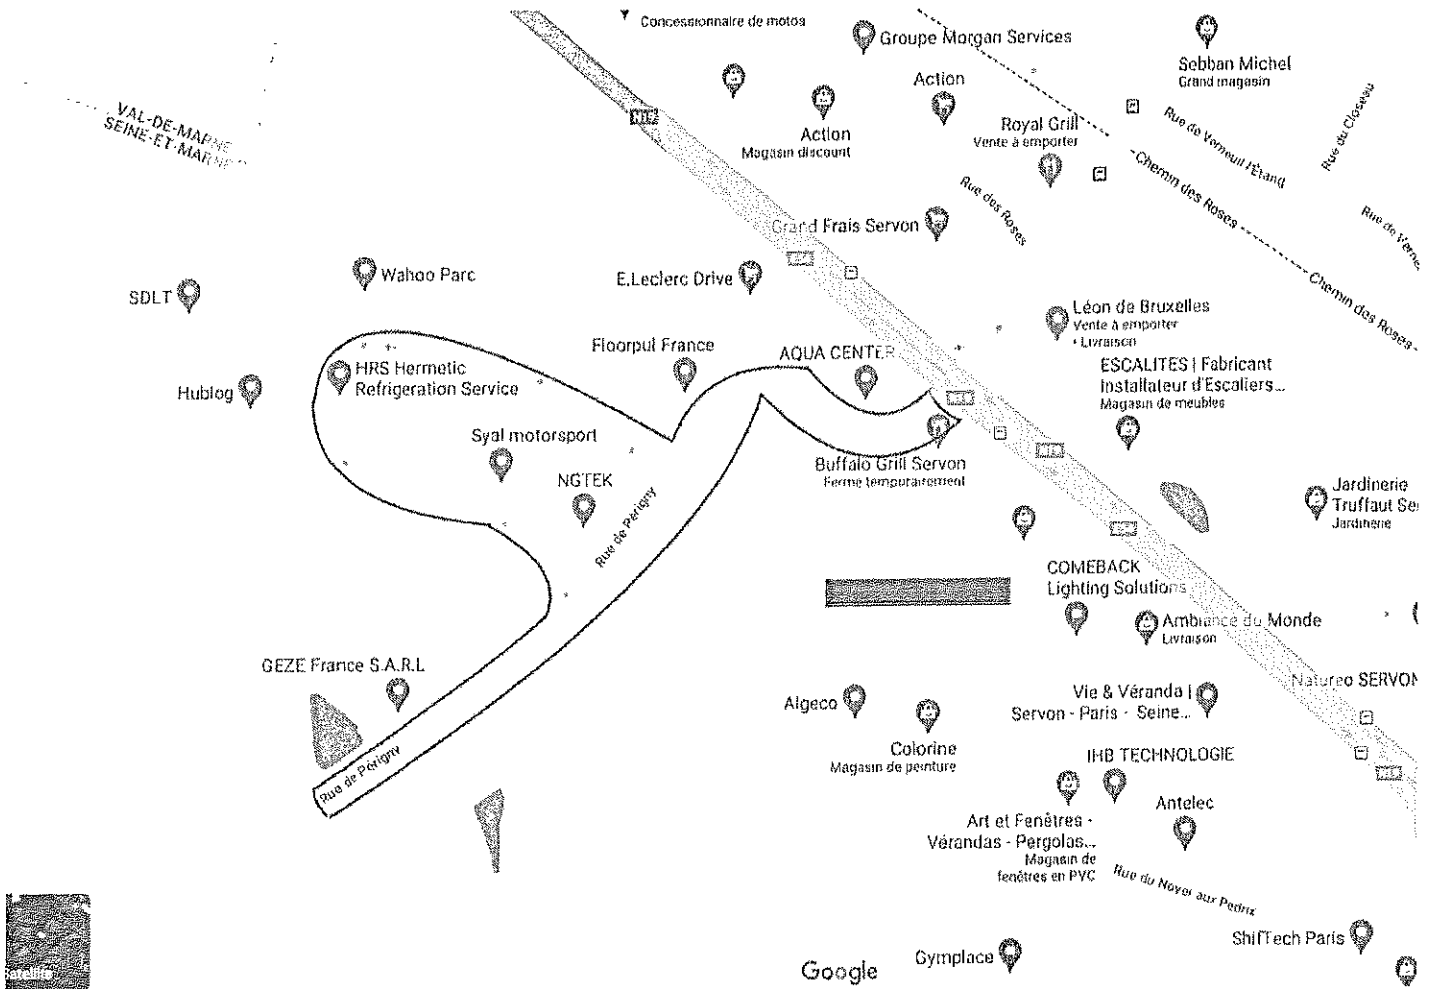 Concessionnaire de motos
Groupe Morgan Services
Sebban Michel
Grand magasin
Action
Action
Magasin discount
Royal Grill
Vente à emporter
Rue de Verneuil l'Étang
Rue du Closeau
VAL-DE-MARNE
SEINE-ET-MARNE
Chemin des Roses
Rue des Roses
Rue de Verne
Grand Frais Servon
Wahoo Parc
E.Leclerc Drive
SDLT
Chemin des Roses
Léon de Bruxelles
Vente à emporter
• Livraison
Floorpul France
AQUA CENTER
ESCALITES | Fabricant
Installateur d'Escaliers...
Magasin de meubles
HRS Hermetic
Refrigeration Service
Hublog
Syal motorsport
Buffalo Grill Servon
Fermé temporairement
NGTEK
Rue de Périgny
Jardinerie
Truffaut Se
Jardinerie
COMEBACK
Lighting Solutions
Ambiance du Monde
Livraison
GEZE France S.A.R.L
Natureo SERVON
Algeco
Vie & Véranda |
Servon - Paris - Seine...
Colorine
Magasin de peinture
Rue de Périgny
IHB TECHNOLOGIE
Antelec
Art et Fenêtres -
Vérandas - Pergolas...
Magasin de
fenêtres en PVC
Rue du Noyer aux Perdrix
ShifTech Paris
Gymplace
Google
Satellite